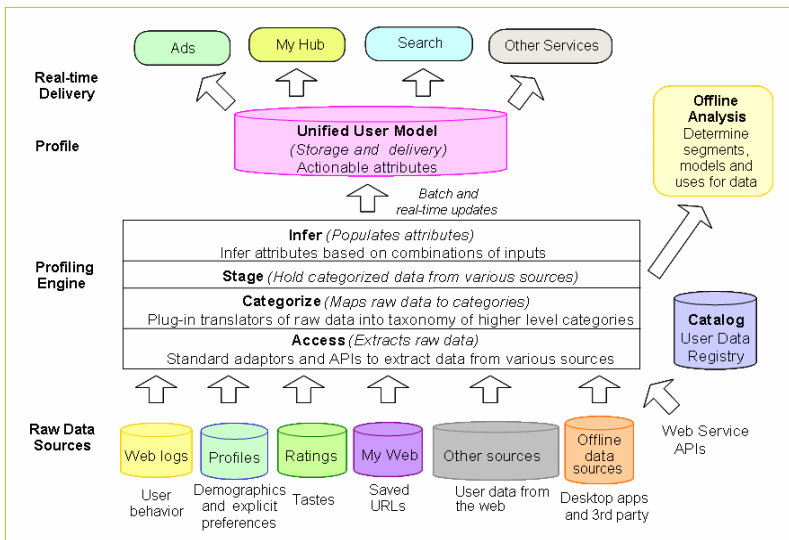 Ads
My Hub
Search
Other Services
Real-time
Delivery
Profile
Unified User Model
(Storage and delivery)
Actionable attributes
Offline
Analysis
Determine
segments,
models and
uses for data
Batch and
real-time updates
Profiling
Engine
Infer (Populates attributes)
Infer attributes based on combinations of inputs
Stage (Hold categorized data from various sources)
Categorize (Maps raw data to categories)
Plug-in translators of raw data into taxonomy of higher level categories
Access (Extracts raw data)
Standard adaptors and APIs to extract data from various sources
Catalog
User Data
Registry
Raw Data
Sources
Web logs
Profiles
Ratings
My Web
Other sources
Offline
data
sources
Web Service
APIs
User
behavior
Demographics
and explicit
preferences
Tastes
Saved
URLs
User data from
the web
Desktop apps
and 3rd party